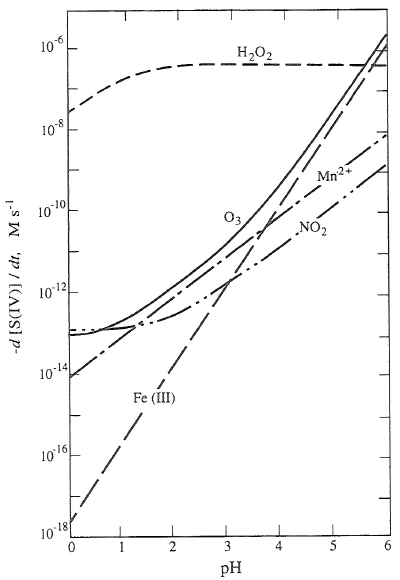 10⁻⁶
10⁻⁸
10⁻¹⁰
10⁻¹²
10⁻¹⁴
10⁻¹⁶
10⁻¹⁸
-d [S(IV)] / dt, M s⁻¹
H₂O₂
Mn²⁺
O₃
NO₂
Fe (III)
0 1 2 3 4 5 6
pH